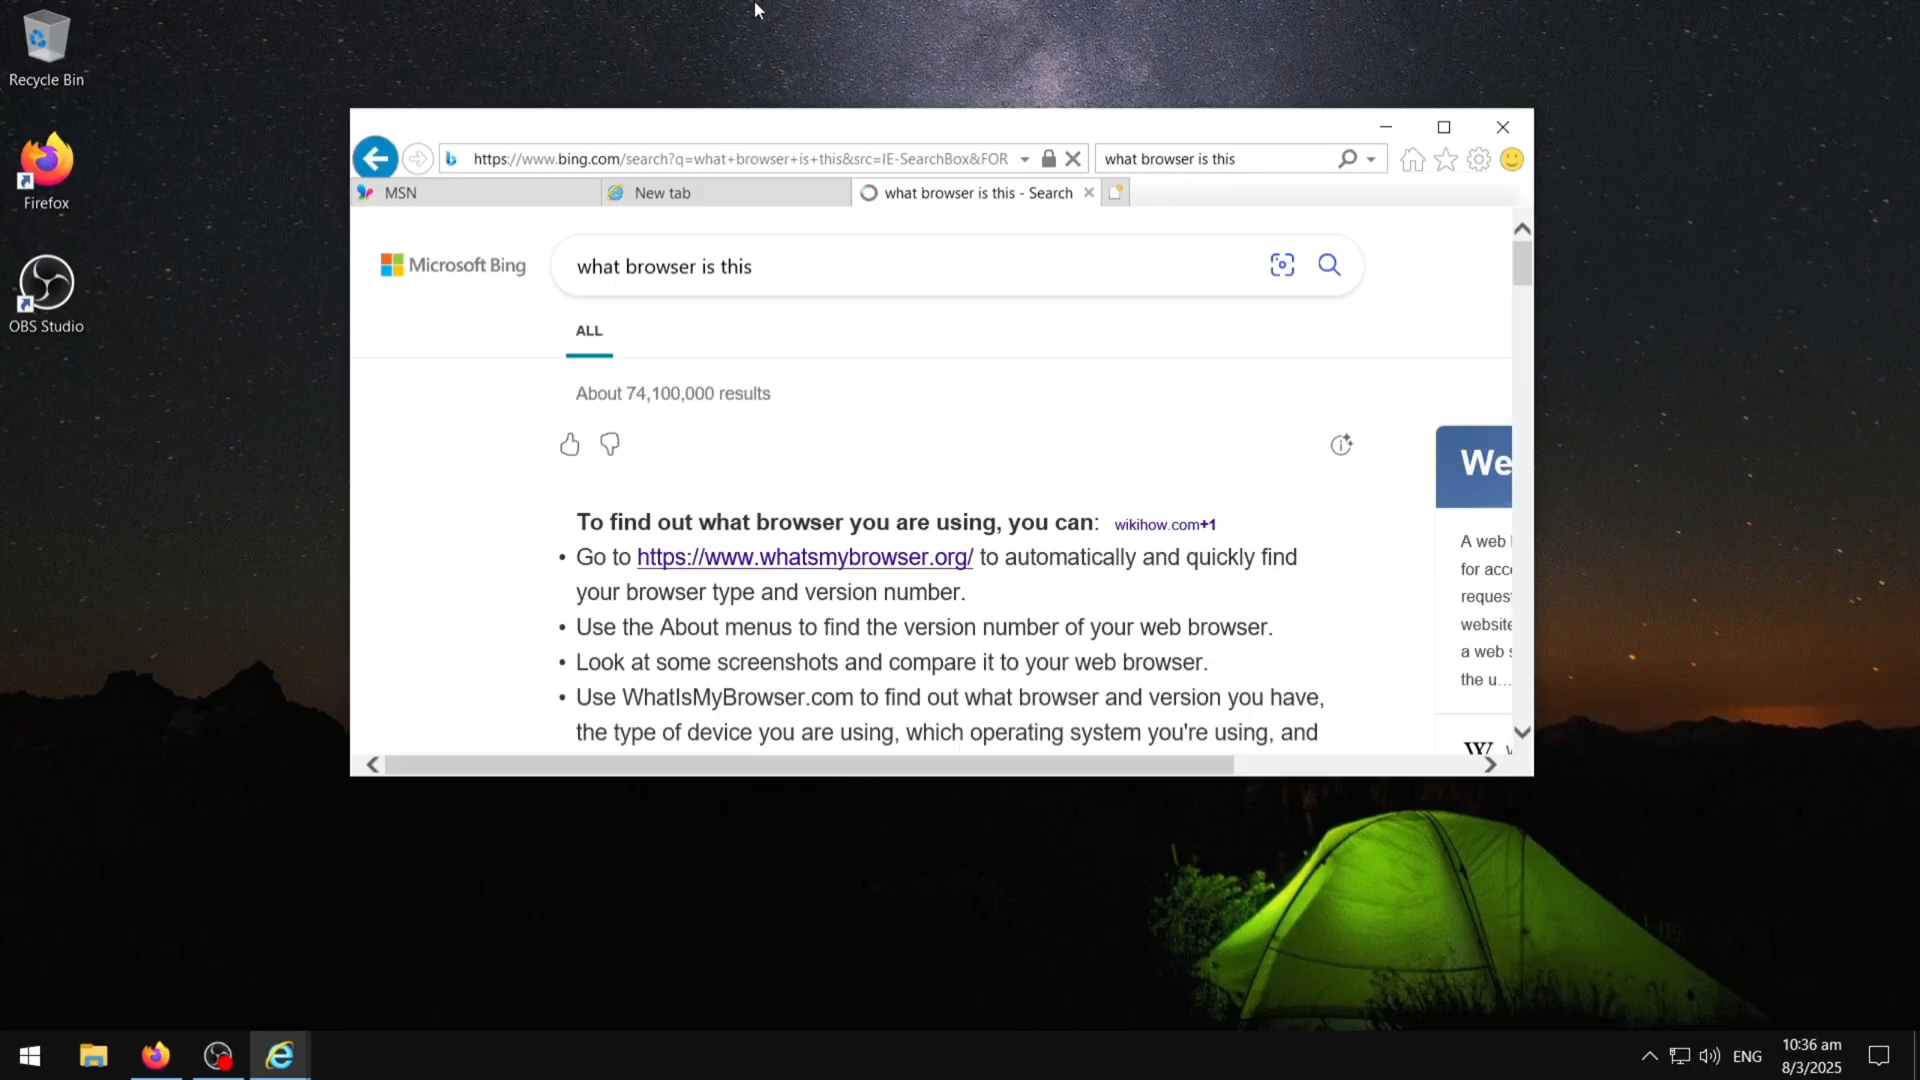 Recycle Bin
Firefox
OBS Studio
https://www.bing.com/search?q=what+browser+is+this&src=IE-SearchBox&FOR
what browser is this
MSN
New tab
what browser is this - Search
Microsoft Bing
what browser is this
ALL
About 74,100,000 results
To find out what browser you are using, you can: wikihow.com+1
• Go to https://www.whatsmybrowser.org/ to automatically and quickly find
your browser type and version number.
• Use the About menus to find the version number of your web browser.
• Look at some screenshots and compare it to your web browser.
• Use WhatIsMyBrowser.com to find out what browser and version you have,
the type of device you are using, which operating system you're using, and
We
A web
for acc
reques
website
a web s
the u...
W
ENG
10:36 am
8/3/2025